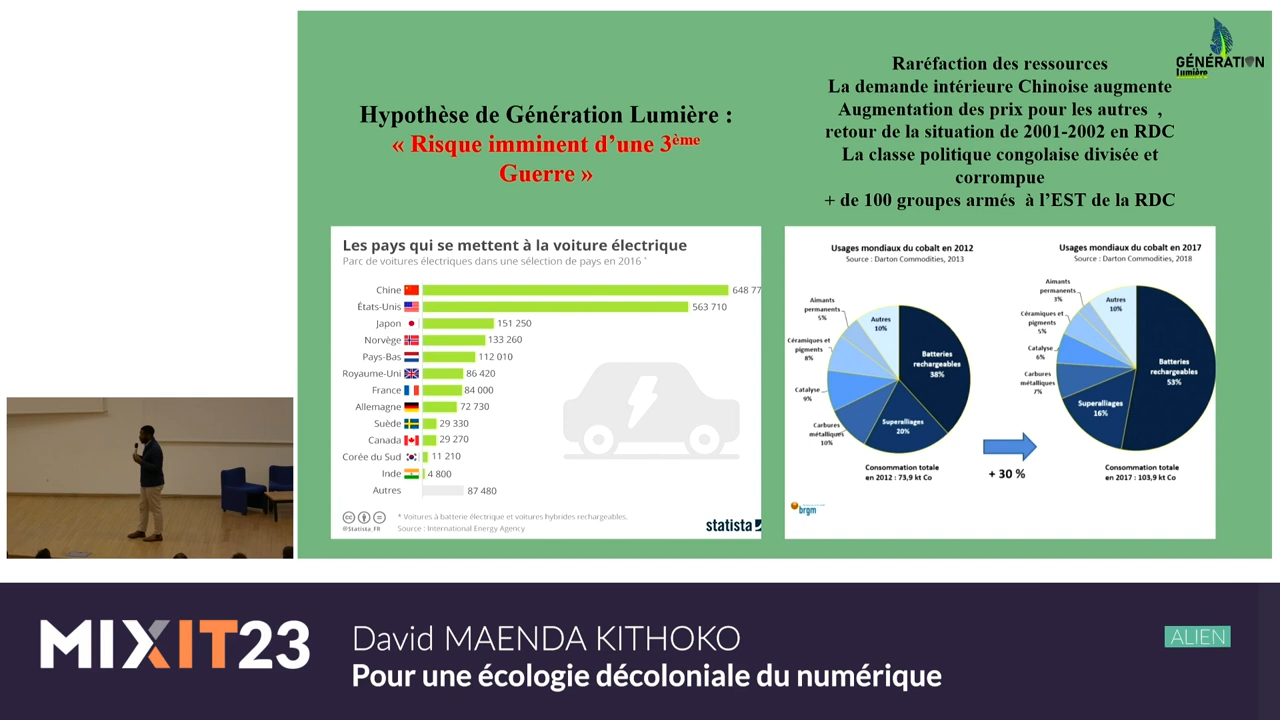 GÉNÉRATION
lumière
Hypothèse de Génération Lumière :
« Risque imminent d’une 3ème
Guerre »
Raréfaction des ressources
La demande intérieure Chinoise augmente
Augmentation des prix pour les autres ,
retour de la situation de 2001-2002 en RDC
La classe politique congolaise divisée et
corrompue
+ de 100 groupes armés à l’EST de la RDC
Les pays qui se mettent à la voiture électrique
Parc de voitures électriques dans une sélection de pays en 2016 *
Chine 648 77
États-Unis 563 710
Japon 151 250
Norvège 133 260
Pays-Bas 112 010
Royaume-Uni 86 420
France 84 000
Allemagne 72 730
Suède 29 330
Canada 29 270
Corée du Sud 11 210
Inde 4 800
Autres 87 480
* Voitures à batterie électrique et voitures hybrides rechargeables.
@Statista_FR Source : International Energy Agency
statista
Usages mondiaux du cobalt en 2012
Source : Darton Commodities, 2013
Aimants
permanents
5%
Autres
10%
Céramiques et
pigments
8%
Batteries
rechargeables
38%
Catalyse
9%
Superalliages
20%
Carbures
métalliques
10%
Consommation totale
en 2012 : 73,9 kt Co
+ 30 %
Usages mondiaux du cobalt en 2017
Source : Darton Commodities, 2018
Aimants
permanents
3%
Autres
10%
Céramiques et
pigments
5%
Catalyse
6%
Batteries
rechargeables
53%
Carbures
métalliques
7%
Superalliages
16%
Consommation totale
en 2017 : 103,9 kt Co
brgm
MIXIT23
David MAENDA KITHOKO
Pour une écologie décoloniale du numérique
ALIEN